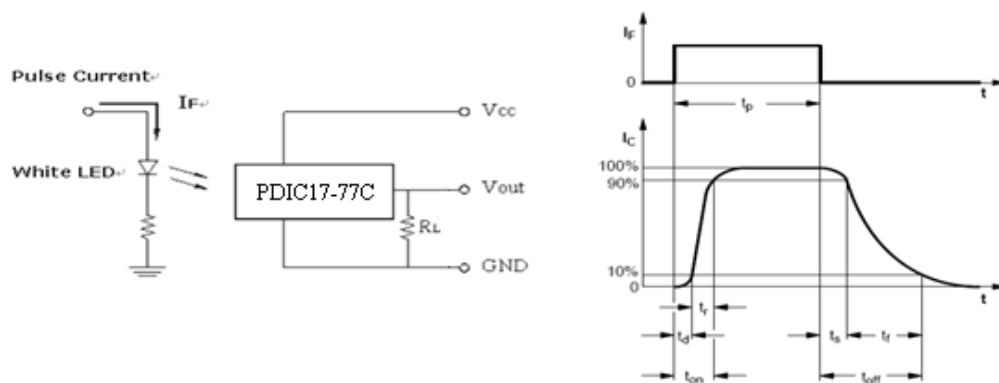 Pulse Current
IF
White LED
PDIC17-77C
Vcc
Vout
RL
GND
IF
0
t
tp
IC
100%
90%
10%
0
t
tr
td
ts
tf
ton
toff